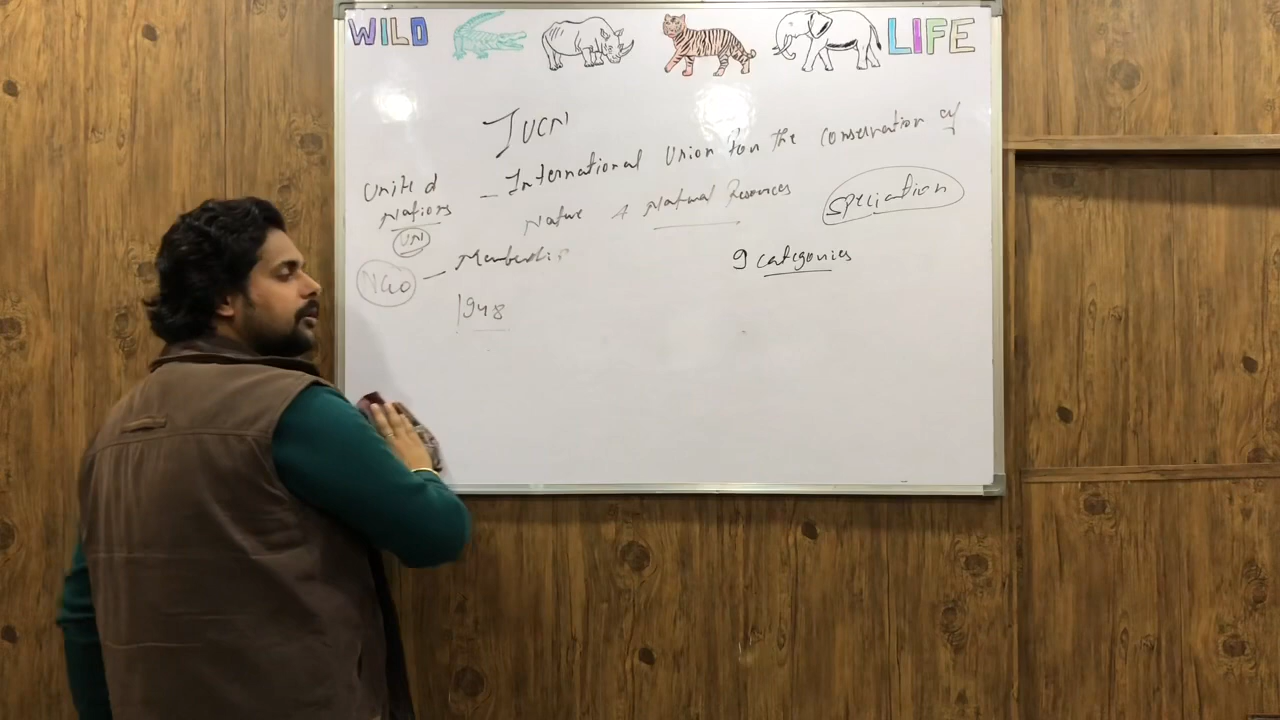 WILD LIFE
IUCN
- International Union for the Conservation of
Nature & Natural Resources
United
Nations
UN
NGO - Membership
1948
Speciation
9 categories